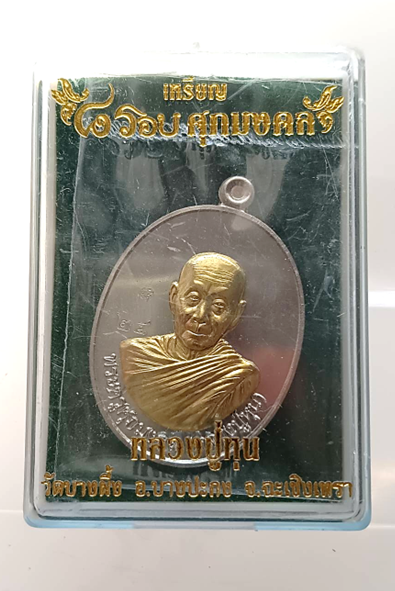 เหรียญ
๘ รอบ ศุภมงคล
หลวงปู่ทุน
วัดบางผึ้ง อ.บางปะกง จ.ฉะเชิงเทรา